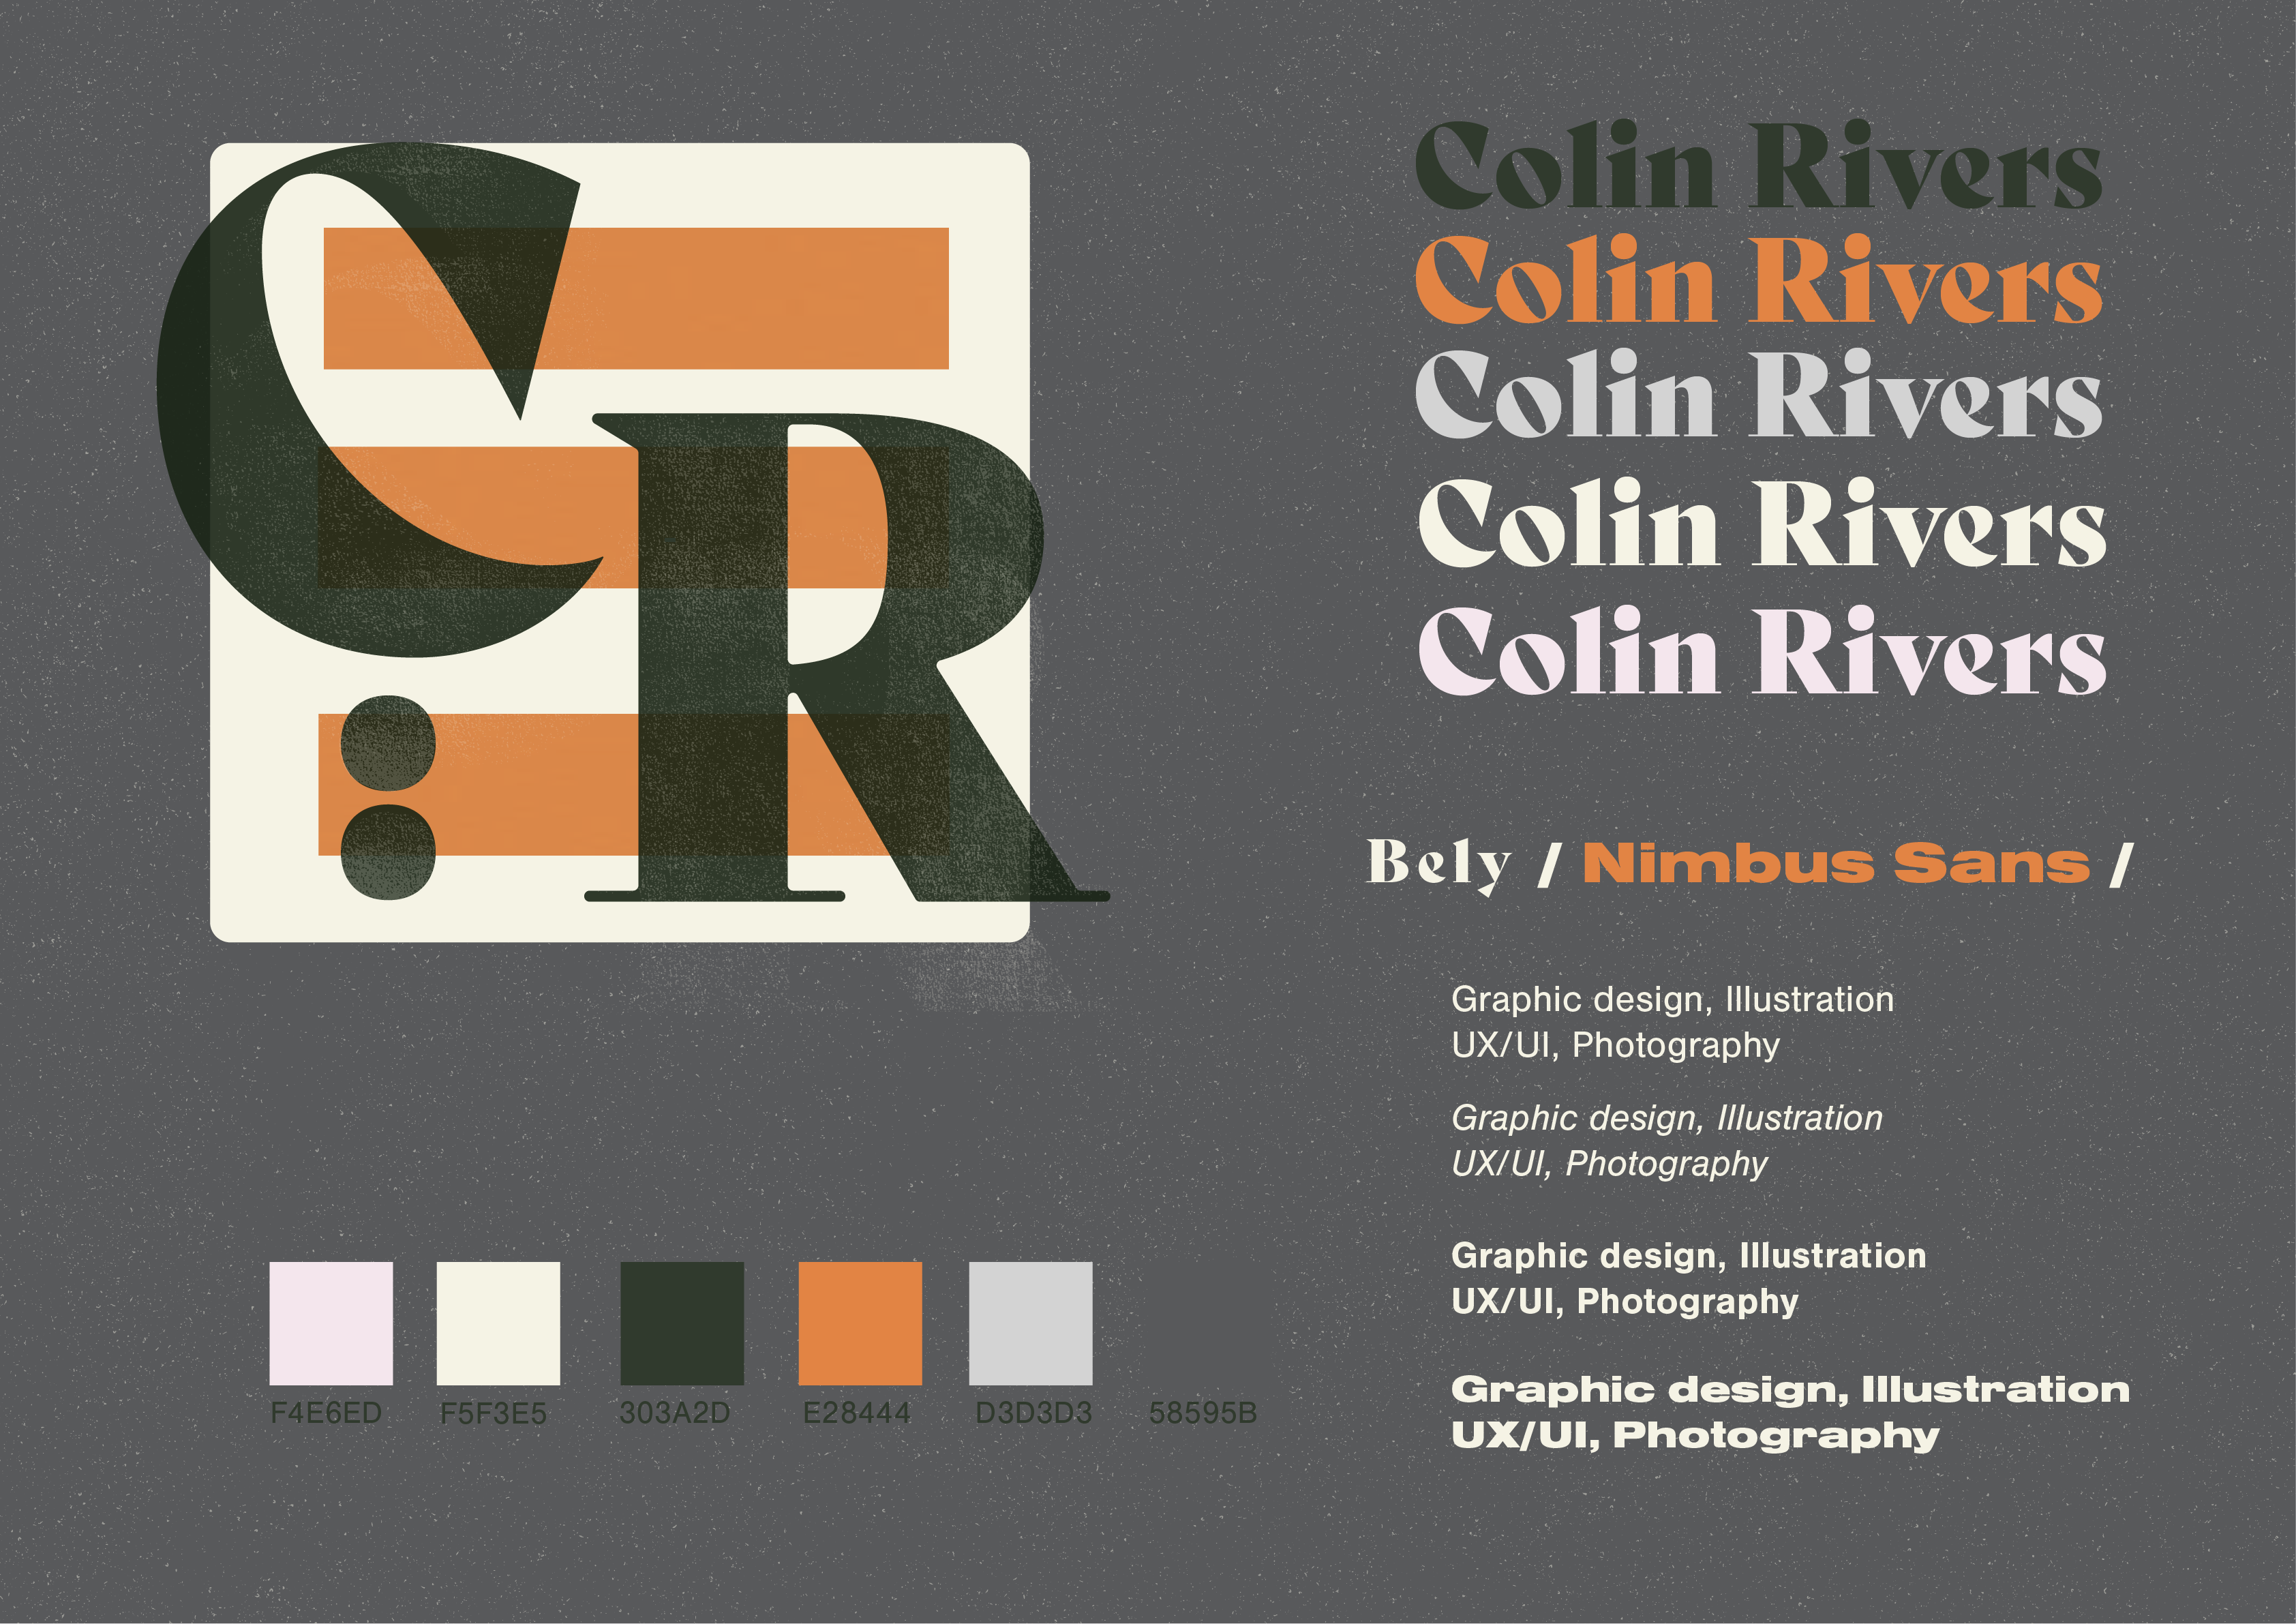 CR
:
Colin Rivers
Colin Rivers
Colin Rivers
Colin Rivers
Colin Rivers
Bely / Nimbus Sans /
Graphic design, Illustration
UX/UI, Photography
Graphic design, Illustration
UX/UI, Photography
Graphic design, Illustration
UX/UI, Photography
Graphic design, Illustration
UX/UI, Photography
F4E6ED F5F3E5 303A2D E28444 D3D3D3 58595B